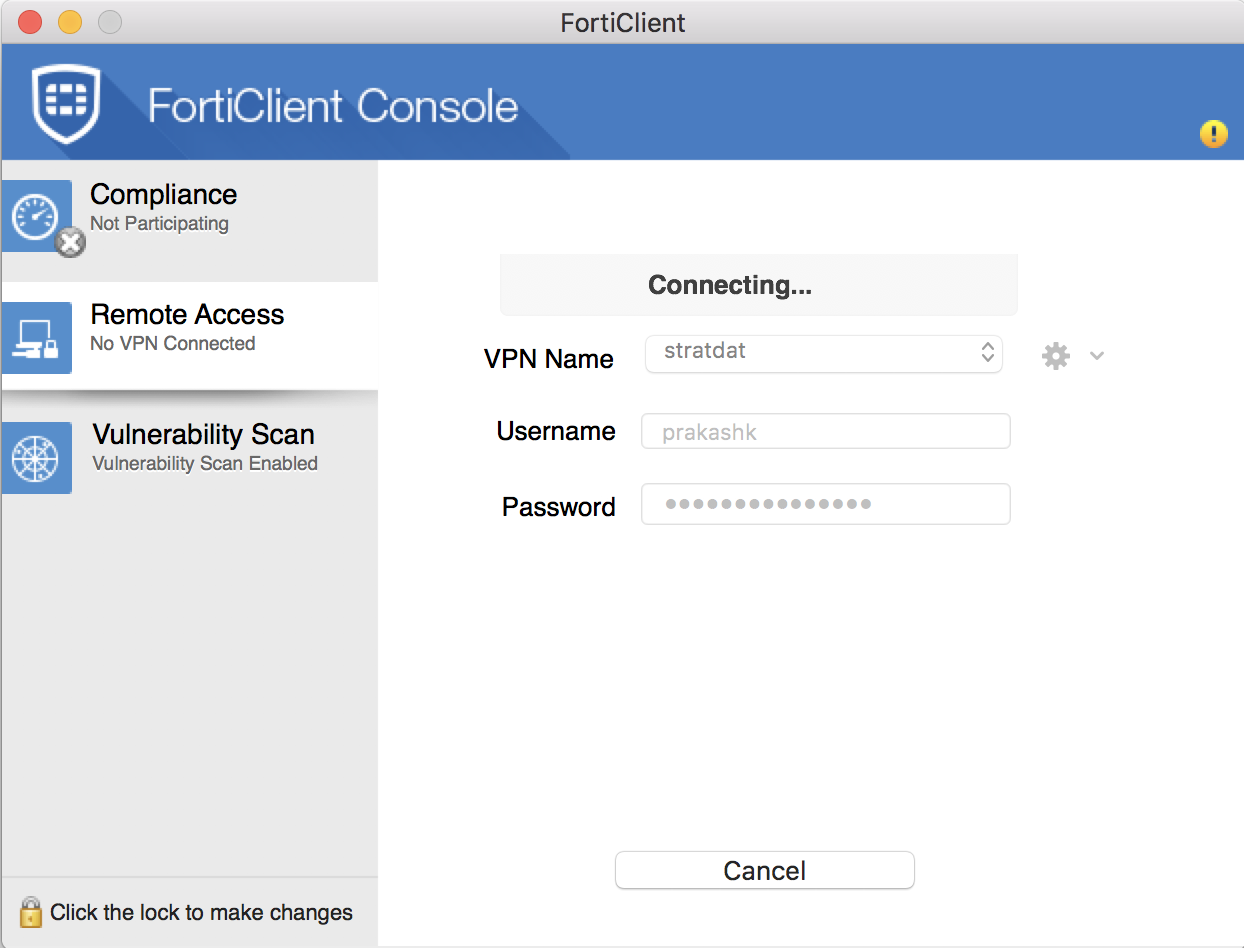 FortiClient
FortiClient Console
Compliance
Not Participating
Remote Access
No VPN Connected
Vulnerability Scan
Vulnerability Scan Enabled
Connecting...
VPN Name
stratdat
Username
prakashk
Password
●●●●●●●●●●●●●●●
Cancel
Click the lock to make changes